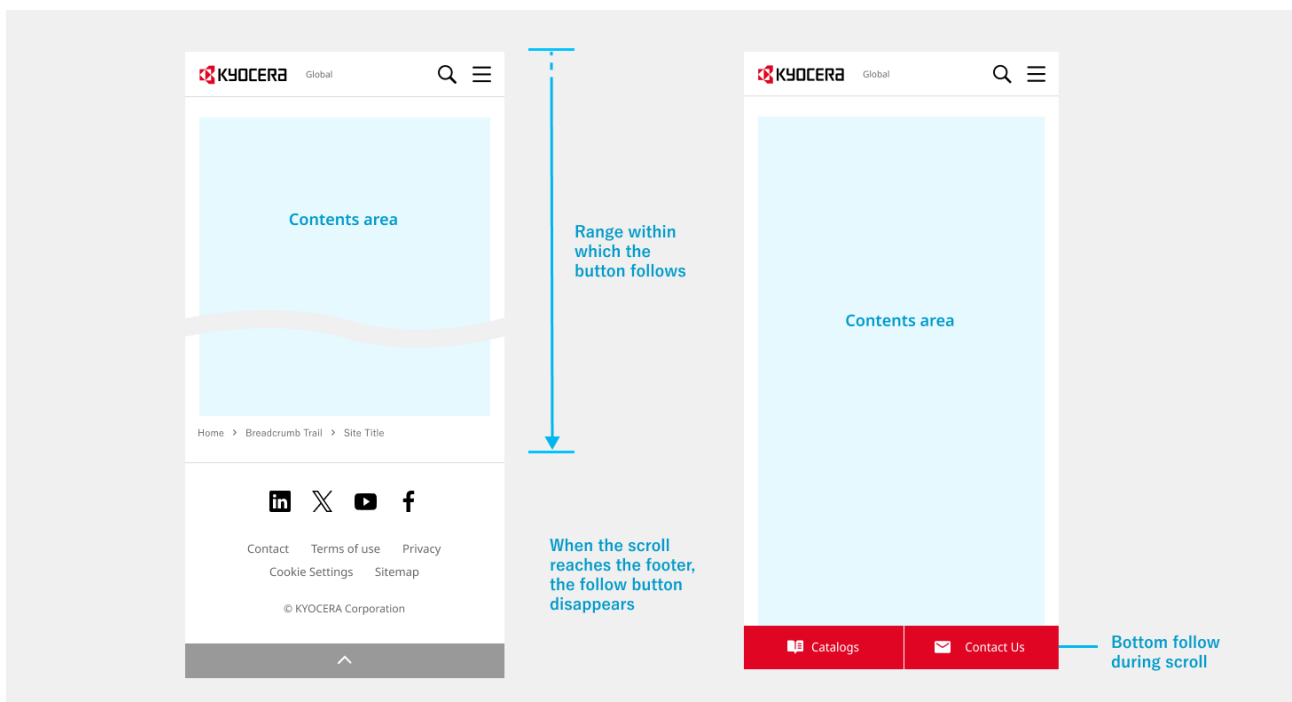 KYOCERA Global
Contents area
Home > Breadcrumb Trail > Site Title
Contact Terms of use Privacy
Cookie Settings Sitemap
© KYOCERA Corporation
Range within
which the
button follows
When the scroll
reaches the footer,
the follow button
disappears
KYOCERA Global
Contents area
Catalogs Contact Us
Bottom follow
during scroll